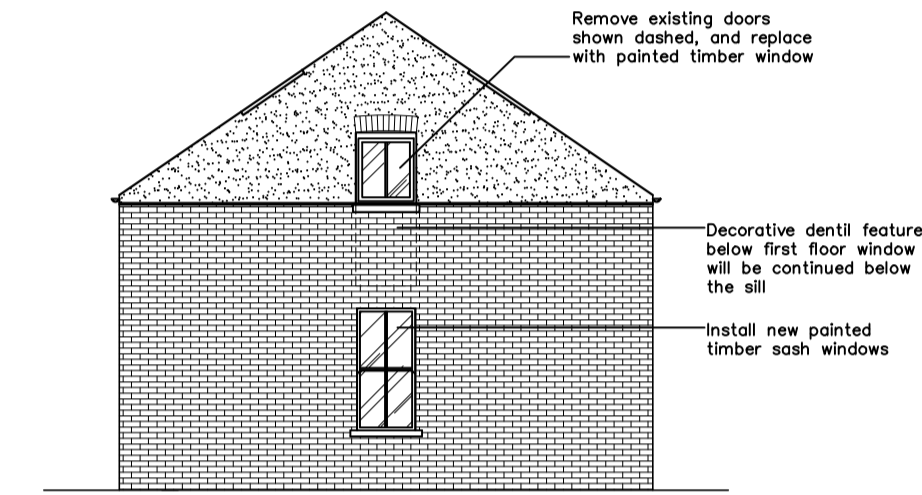 Remove existing doors
shown dashed, and replace
with painted timber window
Decorative dentil feature
below first floor window
will be continued below
the sill
Install new painted
timber sash windows